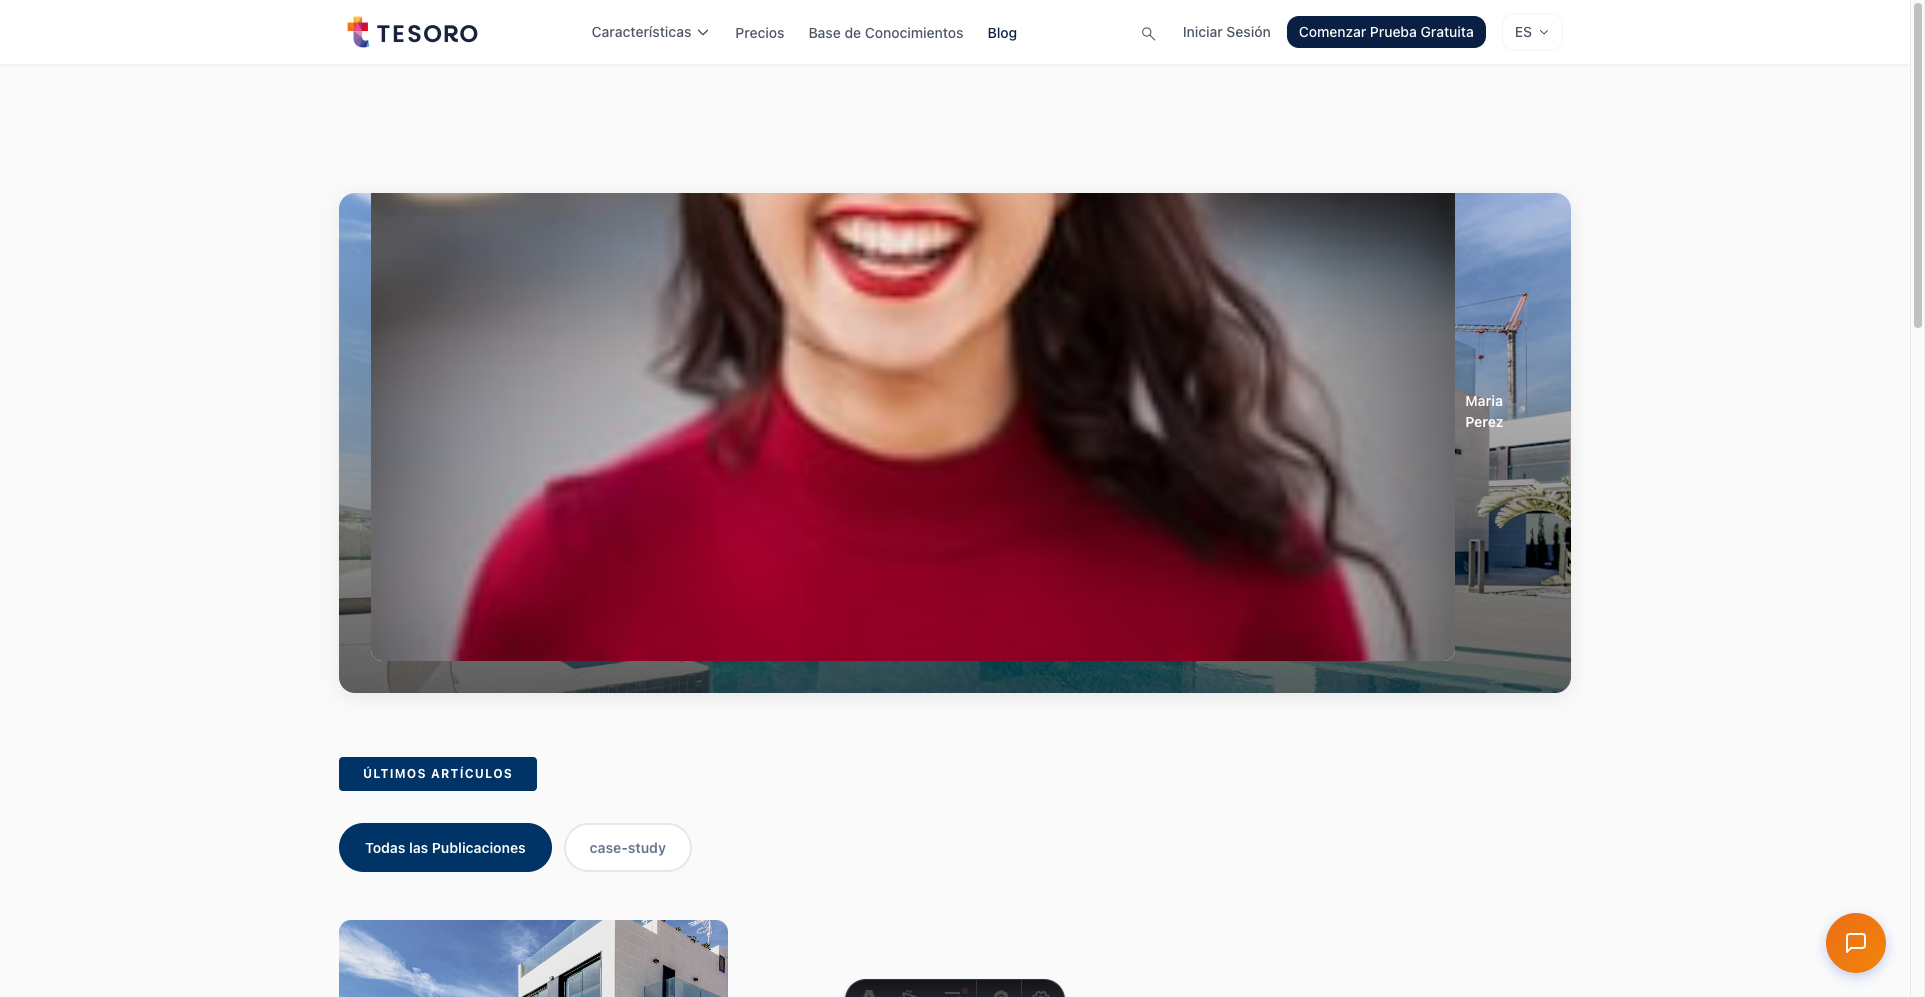 TESORO
Características
Precios
Base de Conocimientos
Blog
Iniciar Sesión
Comenzar Prueba Gratuita
ES
Maria
Perez
ÚLTIMOS ARTÍCULOS
Todas las Publicaciones
case-study